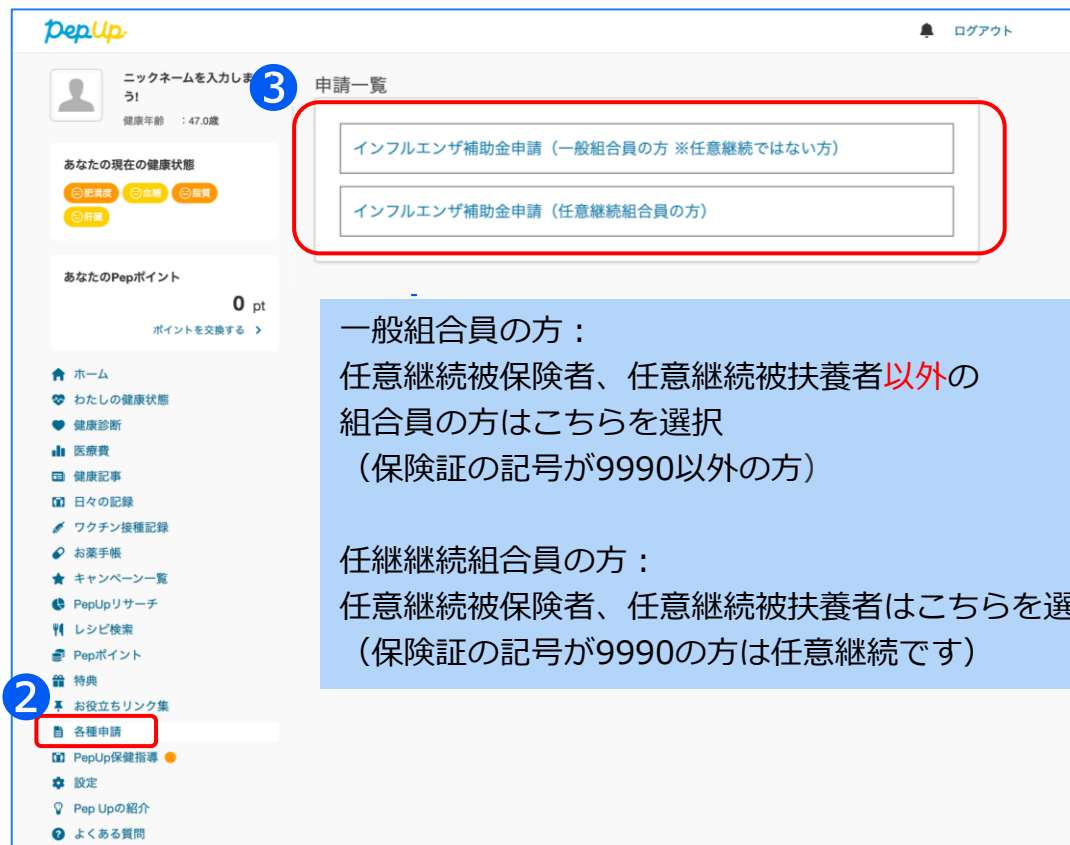 PepUp
ログアウト
ニックネームを入力しま
う!
健康年齢 ：47.0歳
あなたの現在の健康状態
肥満度 血糖 脂質
肝臓
あなたのPepポイント
0 pt
ポイントを交換する
ホーム
わたしの健康状態
健康診断
医療費
健康記事
日々の記録
ワクチン接種記録
お薬手帳
キャンペーン一覧
PepUpリサーチ
レシピ検索
Pepポイント
特典
2
お役立ちリンク集
各種申請
PepUp保健指導
設定
Pep Upの紹介
よくある質問
3
申請一覧
インフルエンザ補助金申請（一般組合員の方 ※任意継続ではない方）
インフルエンザ補助金申請（任意継続組合員の方）
一般組合員の方：
任意継続被保険者、任意継続被扶養者以外の
組合員の方はこちらを選択
（保険証の記号が9990以外の方）
任継継続組合員の方：
任意継続被保険者、任意継続被扶養者はこちらを選
（保険証の記号が9990の方は任意継続です）